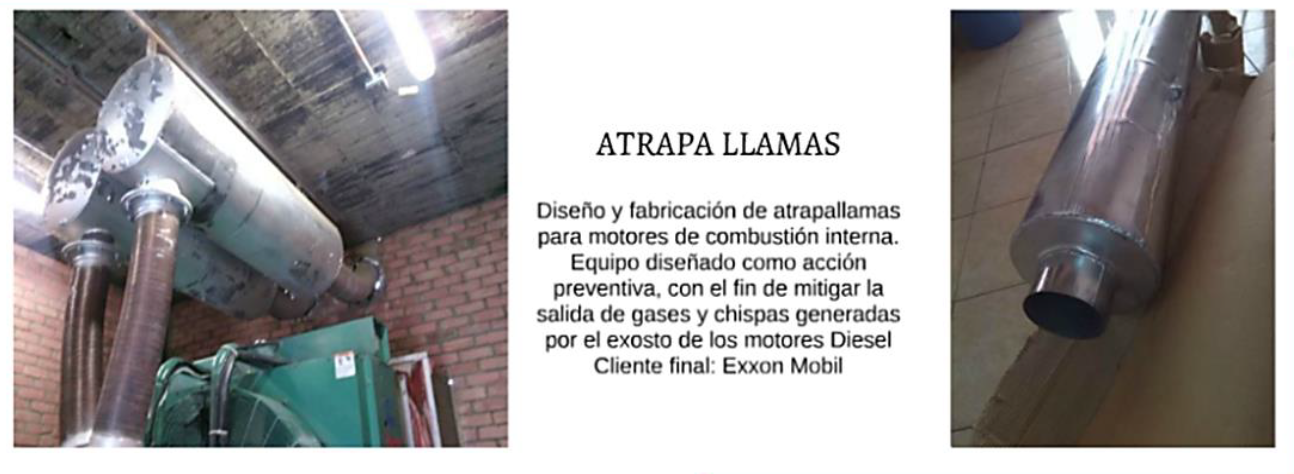 ATRAPA LLAMAS
Diseño y fabricación de atrapallamas
para motores de combustión interna.
Equipo diseñado como acción
preventiva, con el fin de mitigar la
salida de gases y chispas generadas
por el exosto de los motores Diesel
Cliente final: Exxon Mobil